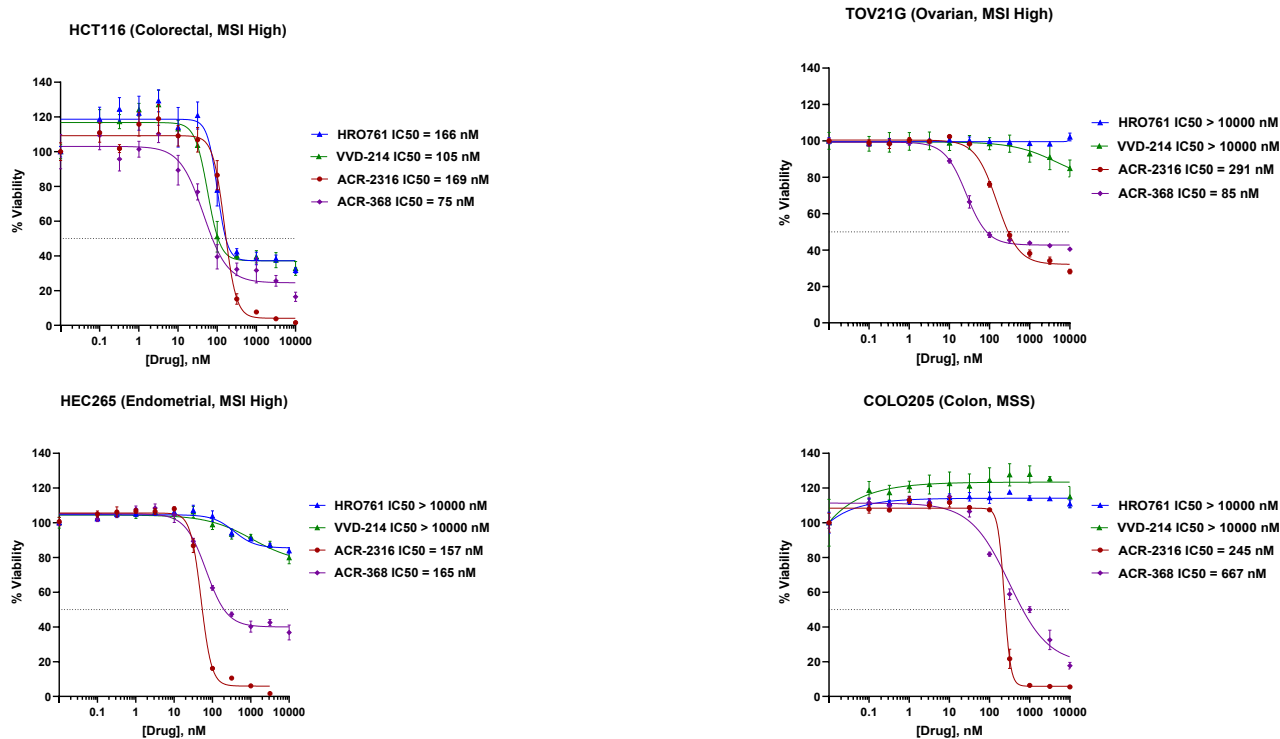 HCT116 (Colorectal, MSI High)
140
120
100
80
60
40
20
0
% Viability
0.1 1 10 100 1000 10000
[Drug], nM
HRO761 IC50 = 166 nM
VVD-214 IC50 = 105 nM
ACR-2316 IC50 = 169 nM
ACR-368 IC50 = 75 nM
TOV21G (Ovarian, MSI High)
140
120
100
80
60
40
20
0
% Viability
0.1 1 10 100 1000 10000
[Drug], nM
HRO761 IC50 > 10000 nM
VVD-214 IC50 > 10000 nM
ACR-2316 IC50 = 291 nM
ACR-368 IC50 = 85 nM
HEC265 (Endometrial, MSI High)
140
120
100
80
60
40
20
0
% Viability
0.1 1 10 100 1000 10000
[Drug], nM
HRO761 IC50 > 10000 nM
VVD-214 IC50 > 10000 nM
ACR-2316 IC50 = 157 nM
ACR-368 IC50 = 165 nM
COLO205 (Colon, MSS)
140
120
100
80
60
40
20
0
% Viability
0.1 1 10 100 1000 10000
[Drug], nM
HRO761 IC50 > 10000 nM
VVD-214 IC50 > 10000 nM
ACR-2316 IC50 = 245 nM
ACR-368 IC50 = 667 nM